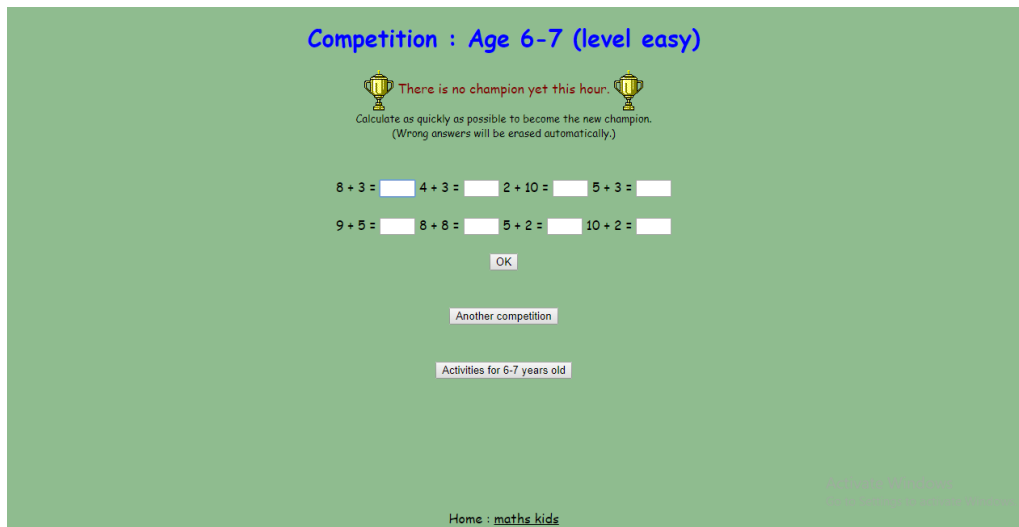 Competition : Age 6-7 (level easy)
There is no champion yet this hour.
Calculate as quickly as possible to become the new champion.
(Wrong answers will be erased automatically.)
8 + 3 = 4 + 3 = 2 + 10 = 5 + 3 =
9 + 5 = 8 + 8 = 5 + 2 = 10 + 2 =
OK
Another competition
Activities for 6-7 years old
Home : maths kids